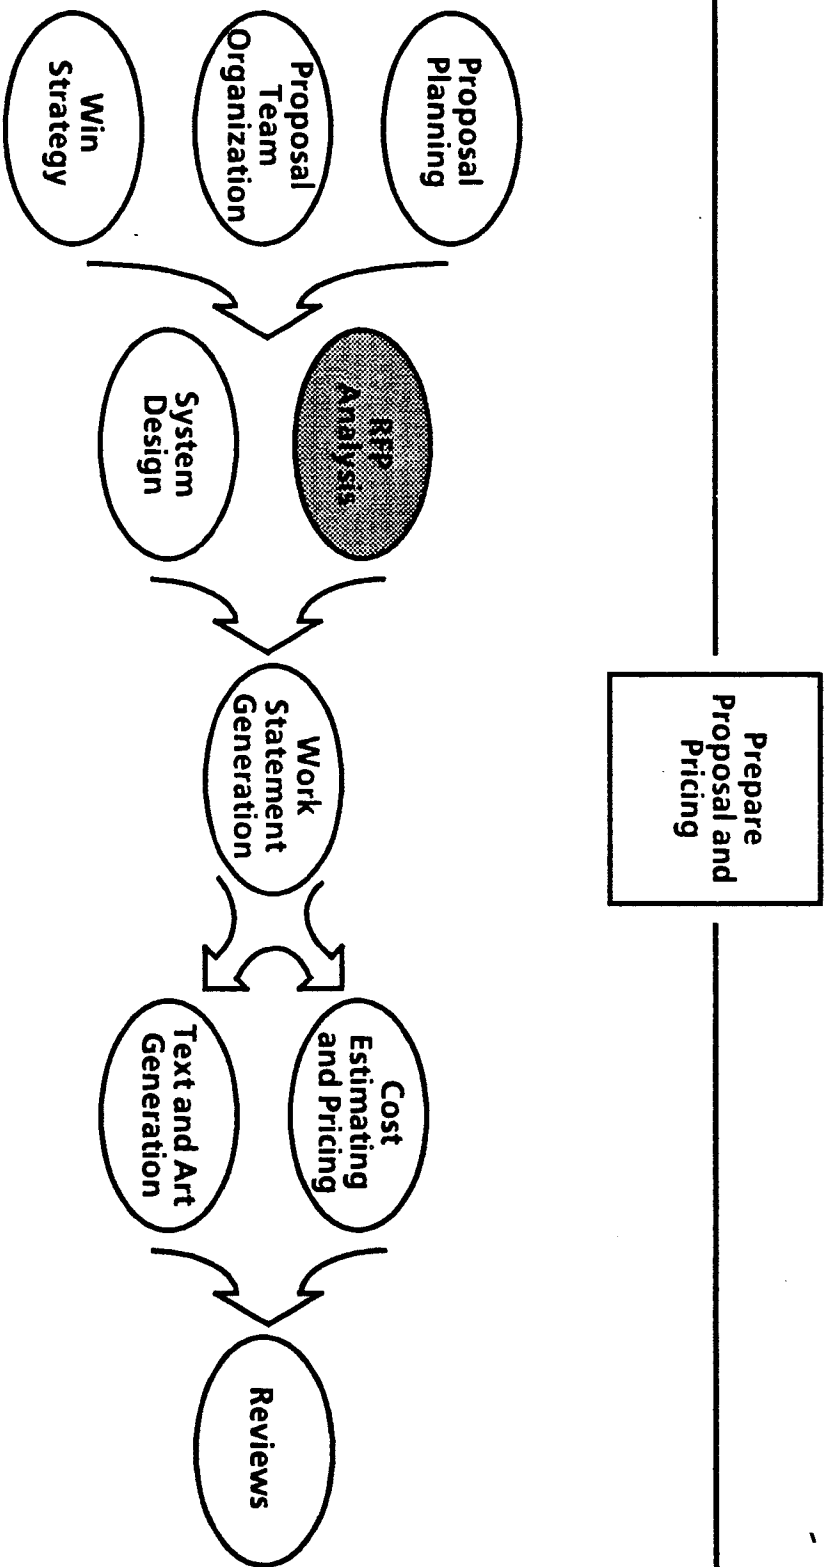 Prepare
Proposal and
Pricing
Proposal
Planning
Proposal
Team
Organization
Win
Strategy
RFP
Analysis
System
Design
Work
Statement
Generation
Cost
Estimating
and Pricing
Text and Art
Generation
Reviews